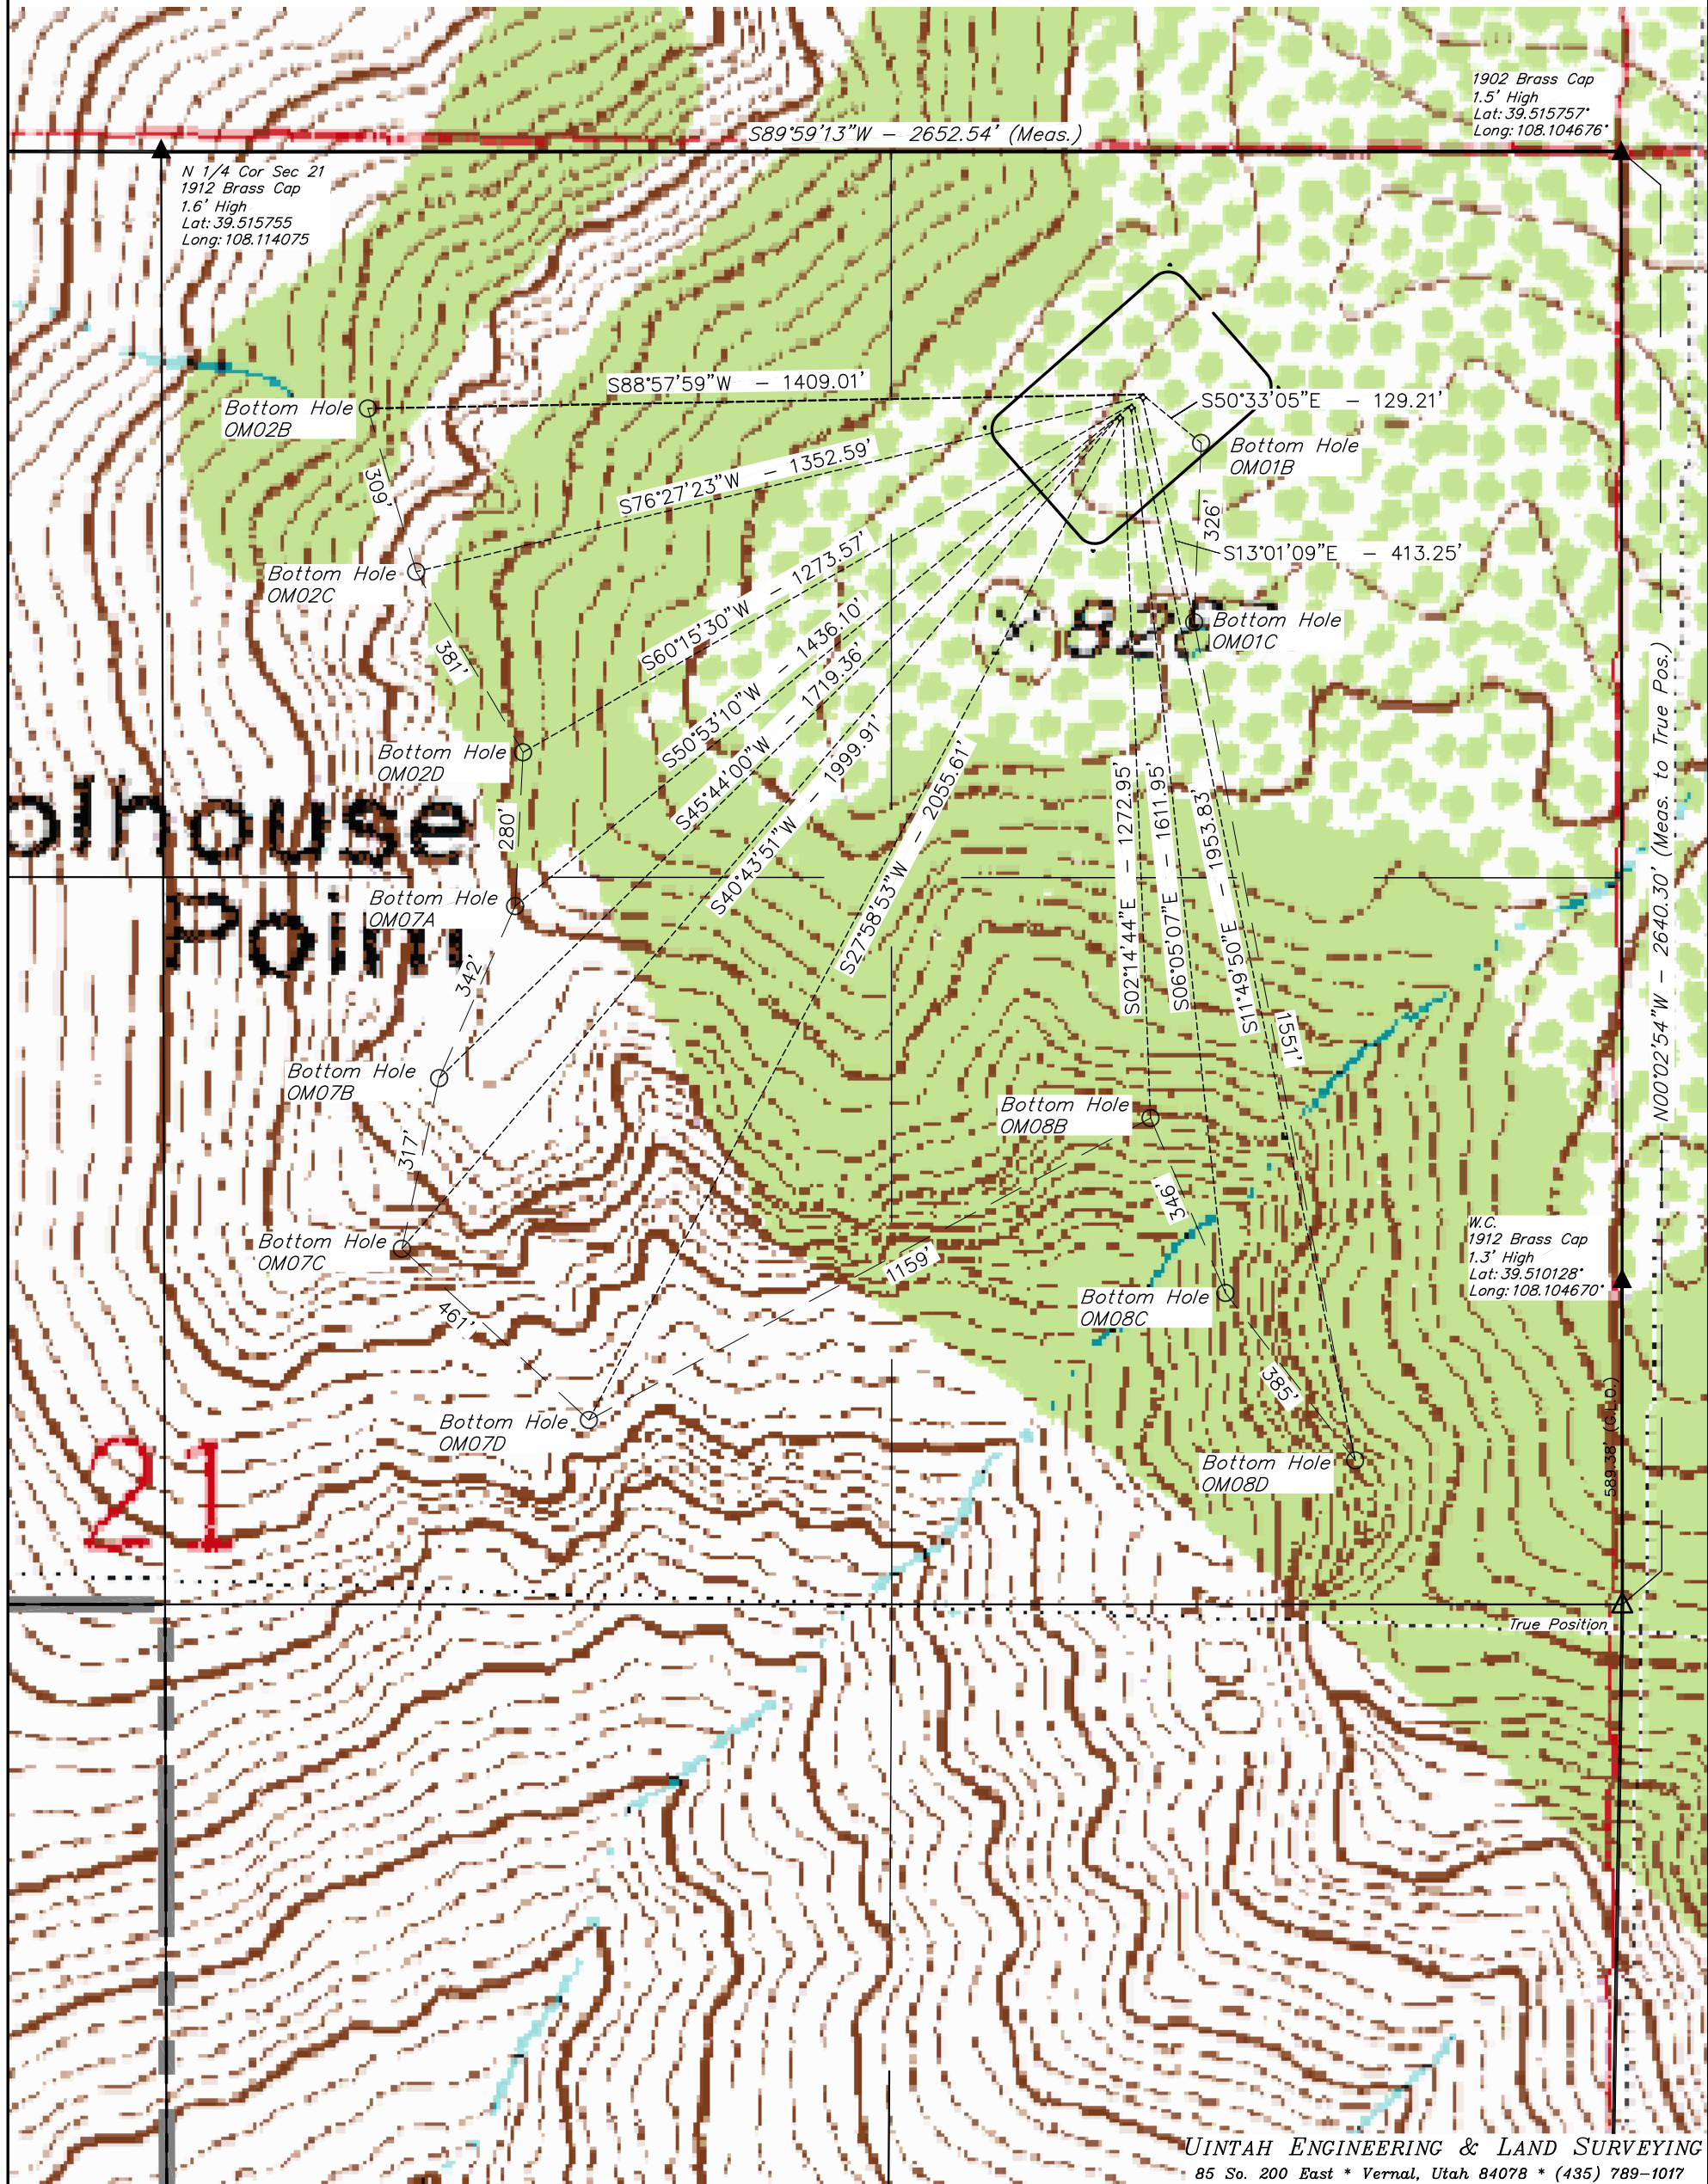 1902 Brass Cap
1.5' High
Lat: 39.515757°
Long: 108.104676°
S89°59'13"W - 2652.54' (Meas.)
N 1/4 Cor Sec 21
1912 Brass Cap
1.6' High
Lat: 39.515755
Long: 108.114075
S88°57'59"W - 1409.01'
Bottom Hole
OM02B
S50°33'05"E - 129.21'
Bottom Hole
OM01B
309'
S76°27'23"W - 1352.59'
326'
S13°01'09"E - 413.25'
Bottom Hole
OM02C
S60°15'30"W - 1273.57'
Bottom Hole
OM01C
381'
S50°53'10"W - 1436.10'
S45°44'00"W - 1719.36'
S40°43'51"W - 1999.91'
S27°58'53"W - 2055.61'
S02°14'44"E - 1272.95'
S06°05'07"E - 1611.95'
S11°49'50"E - 1953.83'
1551'
N00°02'54"W - 2640.30' (Meas. to True Pos.)
Bottom Hole
OM02D
280'
olhouse
Point
Bottom Hole
OM07A
342'
Bottom Hole
OM07B
317'
Bottom Hole
OM08B
346'
Bottom Hole
OM07C
1159'
W.C.
1912 Brass Cap
1.3' High
Lat: 39.510128°
Long: 108.104670°
Bottom Hole
OM08C
461'
385'
589.38' (G.L.O.)
Bottom Hole
OM07D
Bottom Hole
OM08D
21
True Position
UINTAH ENGINEERING & LAND SURVEYING
85 So. 200 East * Vernal, Utah 84078 * (435) 789-1017